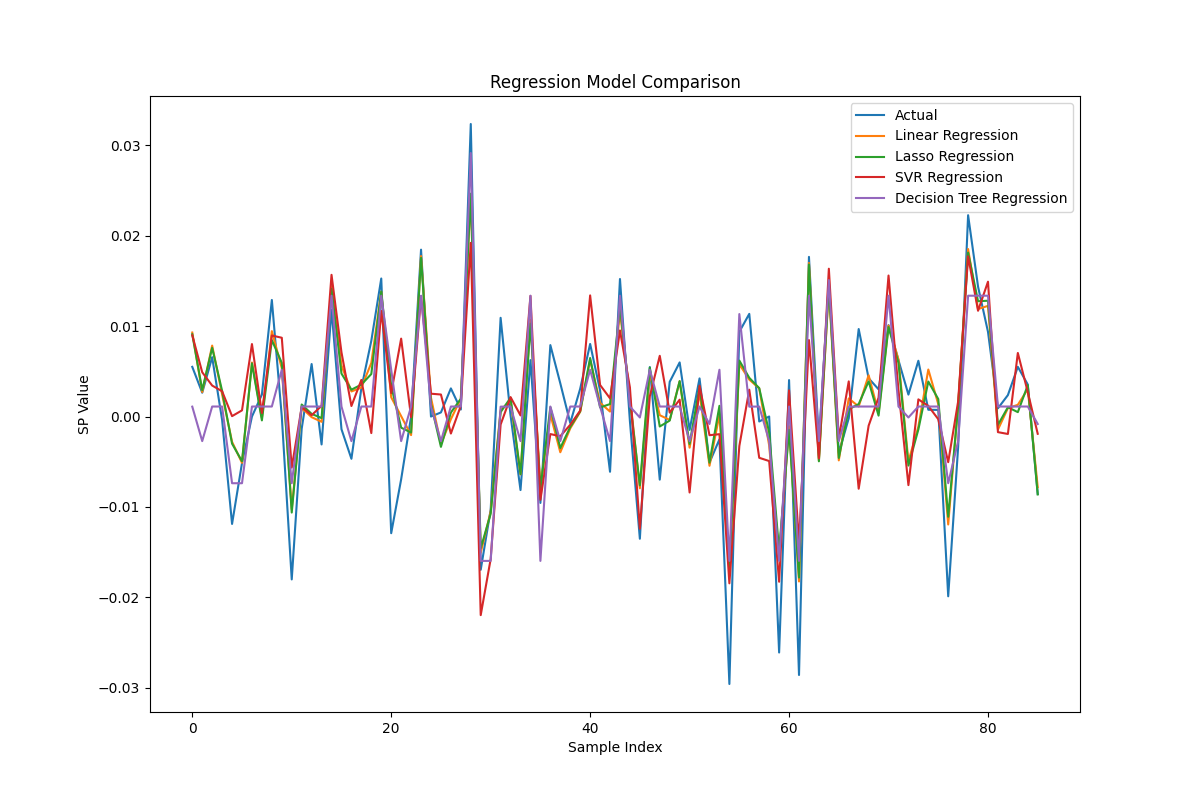 Regression Model Comparison
Actual
Linear Regression
Lasso Regression
SVR Regression
Decision Tree Regression
SP Value
0.03
0.02
0.01
0.00
−0.01
−0.02
−0.03
0 20 40 60 80
Sample Index